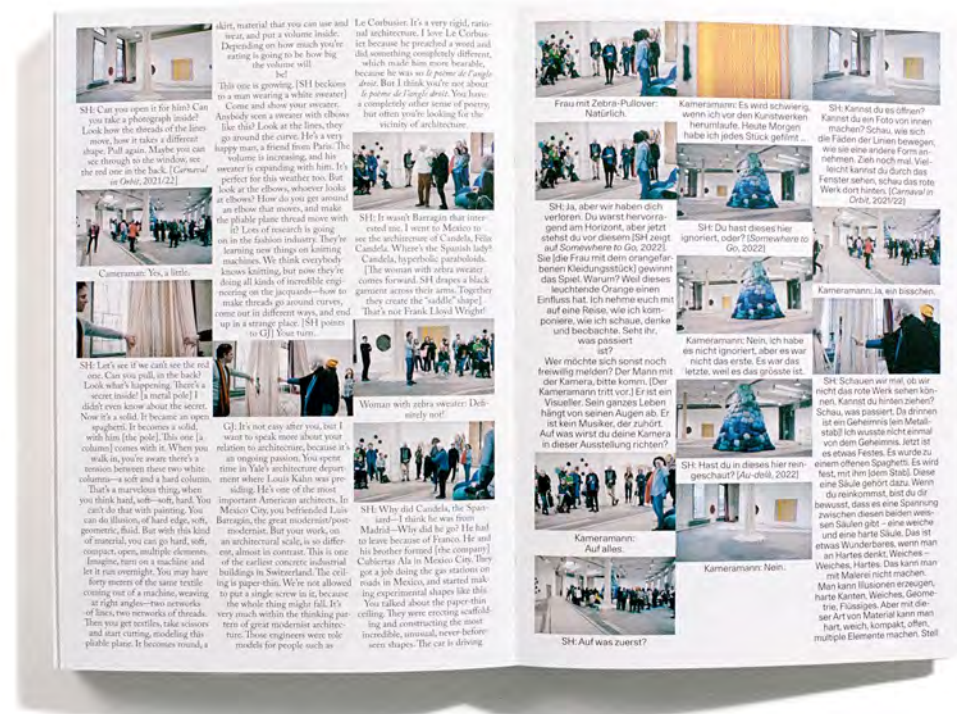 SH: Can you open it for him? Can
you take a photograph inside?
Look how the threads of the lines
move, how it takes a different
shape. Pull again. Maybe you can
see through to the window, see
the red one in the back. [Carnaval
in Orbit, 2021/22]
Cameraman: Yes, a little.
SH: Let's see if we can't see the red
one. Can you pull, in the back?
Look what's happening. There's a
secret inside! [a metal pole] I
didn't even know about the secret.
Now it's a solid. It became an open
spaghetti. It becomes a solid,
with him [the pole]. This one [a
column] comes with it. When you
walk in, you're aware there's a
tension between these two white
columns—a soft and a hard column.
That's a marvelous thing, when
you think hard, soft—soft, hard. You
can't do that with painting. You
can do illusion, of hard edge, soft,
geometric, fluid. But with this kind
of material, you can go hard, soft,
compact, open, multiple elements.
Imagine, turn on a machine and
let it run overnight. You may have
forty meters of the same textile
coming out of a machine, weaving
at right angles—two networks
of lines, two networks of threads.
Then you get textiles, take scissors
and start cutting, modeling this
pliable plane. It becomes round, a
skirt, material that you can use and
wear, and put a volume inside.
Depending on how much you're
eating is going to be how big
the volume will
be!
This one is growing. [SH beckons
to a man wearing a white sweater]
Come and show your sweater.
Anybody seen a sweater with elbows
like this? Look at the lines, they
go around the curve. He's a very
happy man, a friend from Paris. The
volume is increasing, and his
sweater is expanding with him. It's
perfect for this weather too. But
look at the elbows, whoever looks
at elbows? How do you get around
an elbow that moves, and make
the pliable plane thread move with
it? Lots of research is going
on in the fashion industry. They're
learning new things on knitting
machines. We think everybody
knows knitting, but now they're
doing all kinds of incredible engi-
neering on the jacquards—how to
make threads go around curves,
come out in different ways, and end
up in a strange place. [SH points
to GJ] Your turn.
GJ: It's not easy after you, but I
want to speak more about your
relation to architecture, because it's
an ongoing passion. You spent
time in Yale's architecture depart-
ment where Louis Kahn was pre-
siding. He's one of the most
important American architects. In
Mexico City, you befriended Luis
Barragán, the great modernist/post-
modernist. But your work, on
an architectural scale, is so differ-
ent, almost in contrast. This is one
of the earliest concrete industrial
buildings in Switzerland. The ceil-
ing is paper-thin. We're not allowed
to put a single screw in it, because
the whole thing might fall. It's
very much within the thinking pat-
tern of great modernist architec-
ture. Those engineers were role
models for people such as
Le Corbusier. It's a very rigid, ratio-
nal architecture. I love Le Corbus-
ier because he preached a word and
did something completely different,
which made him more bearable,
because he was so le poème de l'angle
droit. But I think you're not about
le poème de l'angle droit. You have
a completely other sense of poetry,
but often you're looking for the
vicinity of architecture.
SH: It wasn't Barragán that inter-
ested me. I went to Mexico to
see the architecture of Candela, Félix
Candela. Where's the Spanish lady?
Candela, hyperbolic paraboloids.
[The woman with zebra sweater
comes forward. SH drapes a black
garment across their arms. Together
they create the "saddle" shape]
That's not Frank Lloyd Wright!
Woman with zebra sweater: Defi-
nitely not!
SH: Why did Candela, the Span-
iard—I think he was from
Madrid—Why did he go? He had
to leave because of Franco. He and
his brother formed [the company]
Cubiertas Ala in Mexico City. They
got a job doing the gas stations on
roads in Mexico, and started mak-
ing experimental shapes like this.
You talked about the paper-thin
ceiling. They were erecting scaffold-
ing and constructing the most
incredible, unusual, never-before-
seen shapes. The car is driving
Frau mit Zebra-Pullover:
Natürlich.
SH: Ja, aber wir haben dich
verloren. Du warst hervorra-
gend am Horizont, aber jetzt
stehst du vor diesem [SH zeigt
auf Somewhere to Go, 2022].
Sie [die Frau mit dem orangefar-
benen Kleidungsstück] gewinnt
das Spiel. Warum? Weil dieses
leuchtende Orange einen
Einfluss hat. Ich nehme euch mit
auf eine Reise, wie ich kom-
poniere, wie ich schaue, denke
und beobachte. Seht ihr,
was passiert
ist?
Wer möchte sich sonst noch
freiwillig melden? Der Mann mit
der Kamera, bitte komm. [Der
Kameramann tritt vor.] Er ist ein
Visueller. Sein ganzes Leben
hängt von seinen Augen ab. Er
ist kein Musiker, der zuhört.
Auf was wirst du deine Kamera
in dieser Ausstellung richten?
Kameramann:
Auf alles.
SH: Auf was zuerst?
Kameramann: Es wird schwierig,
wenn ich vor den Kunstwerken
herumlaufe. Heute Morgen
habe ich jedes Stück gefilmt ...
SH: Du hast dieses hier
ignoriert, oder? [Somewhere to
Go, 2022]
Kameramann: Nein, ich habe
es nicht ignoriert, aber es war
nicht das erste. Es war das
letzte, weil es das grösste ist.
SH: Hast du in dieses hier rein-
geschaut? [Au-delà, 2022]
Kameramann: Nein.
SH: Kannst du es öffnen?
Kannst du ein Foto von innen
machen? Schau, wie sich
die Fäden der Linien bewegen,
wie sie eine andere Form an-
nehmen. Zieh noch mal. Viel-
leicht kannst du durch das
Fenster sehen, schau das rote
Werk dort hinten. [Carnaval in
Orbit, 2021/22]
Kameramann: Ja, ein bisschen.
SH: Schauen wir mal, ob wir
nicht das rote Werk sehen kön-
nen. Kannst du hinten ziehen?
Schau, was passiert. Da drinnen
ist ein Geheimnis [ein Metall-
stab]! Ich wusste nicht einmal
von dem Geheimnis. Jetzt ist
es etwas Festes. Es wurde zu
einem offenen Spaghetti. Es wird
fest, mit ihm [dem Stab]. Diese
eine Säule gehört dazu. Wenn
du reinkommst, bist du dir
bewusst, dass es eine Spannung
zwischen diesen beiden weis-
sen Säulen gibt – eine weiche
und eine harte Säule. Das ist
etwas Wunderbares, wenn man
an Hartes denkt, Weiches –
Weiches, Hartes. Das kann man
mit Malerei nicht machen.
Man kann Illusionen erzeugen,
harte Kanten, Weiches, Geome-
trie, Flüssiges. Aber mit die-
ser Art von Material kann man
hart, weich, kompakt, offen,
multiple Elemente machen. Stell